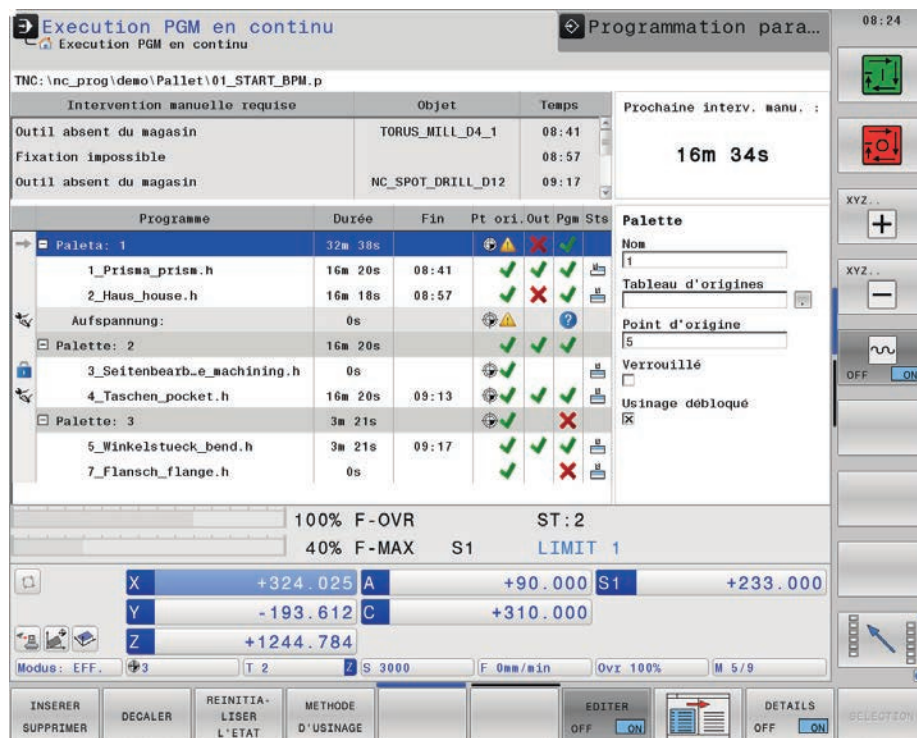 Execution PGM en continu
Execution PGM en continu
Programmation para…
08:24
TNC:\nc_prog\demo\Pallet\01_START_BPM.p
Intervention manuelle requise Objet Temps
Outil absent du magasin TORUS_MILL_D4_1 08:41
Fixation impossible 08:57
Outil absent du magasin NC_SPOT_DRILL_D12 09:17
Prochaine interv. manu. :
16m 34s
Programme Durée Fin Pt ori. Out Pgm Sts
Paleta: 1 32m 38s
1_Prisma_prism.h 16m 20s 08:41
2_Haus_house.h 16m 18s 08:57
Aufspannung: 0s
Palette: 2 16m 20s
3_Seitenbearb…e_machining.h 0s
4_Taschen_pocket.h 16m 20s 09:13
Palette: 3 3m 21s
5_Winkelstueck_bend.h 3m 21s 09:17
7_Flansch_flange.h 0s
Palette
Nom
1
Tableau d'origines
Point d'origine
5
Verrouillé
Usinage débloqué
XYZ..
XYZ..
OFF ON
100% F-OVR ST:2
40% F-MAX S1 LIMIT 1
X +324.025 A +90.000 S1 +233.000
Y -193.612 C +310.000
Z +1244.784
Modus: EFF. 3 T 2 Z S 3000 F 0mm/min Ovr 100% M 5/9
INSERER
SUPPRIMER
DECALER
REINITIA-
LISER
L'ETAT
METHODE
D'USINAGE
EDITER
OFF ON
DETAILS
OFF ON
SELECTION